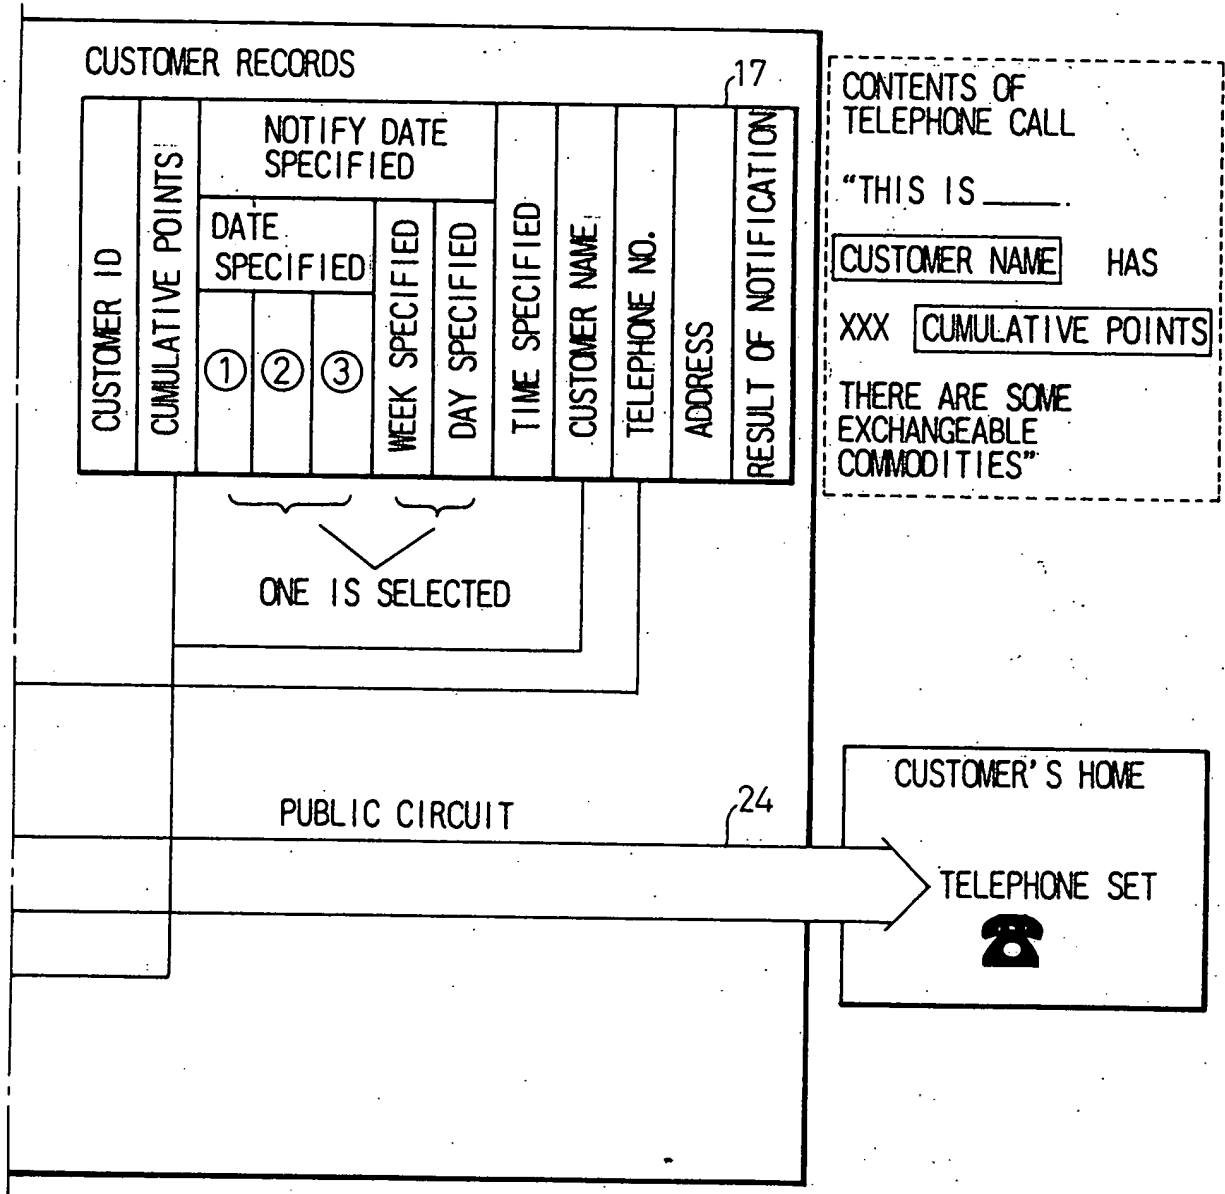 CUSTOMER RECORDS
17
CUSTOMER ID
CUMULATIVE POINTS
NOTIFY DATE
SPECIFIED
DATE
SPECIFIED
1
2
3
WEEK SPECIFIED
DAY SPECIFIED
TIME SPECIFIED
CUSTOMER NAME
TELEPHONE NO.
ADDRESS
RESULT OF NOTIFICATION
ONE IS SELECTED
CONTENTS OF
TELEPHONE CALL
“THIS IS _____.
CUSTOMER NAME HAS
XXX CUMULATIVE POINTS
THERE ARE SOME
EXCHANGEABLE
COMMODITIES”
PUBLIC CIRCUIT
24
CUSTOMER'S HOME
TELEPHONE SET